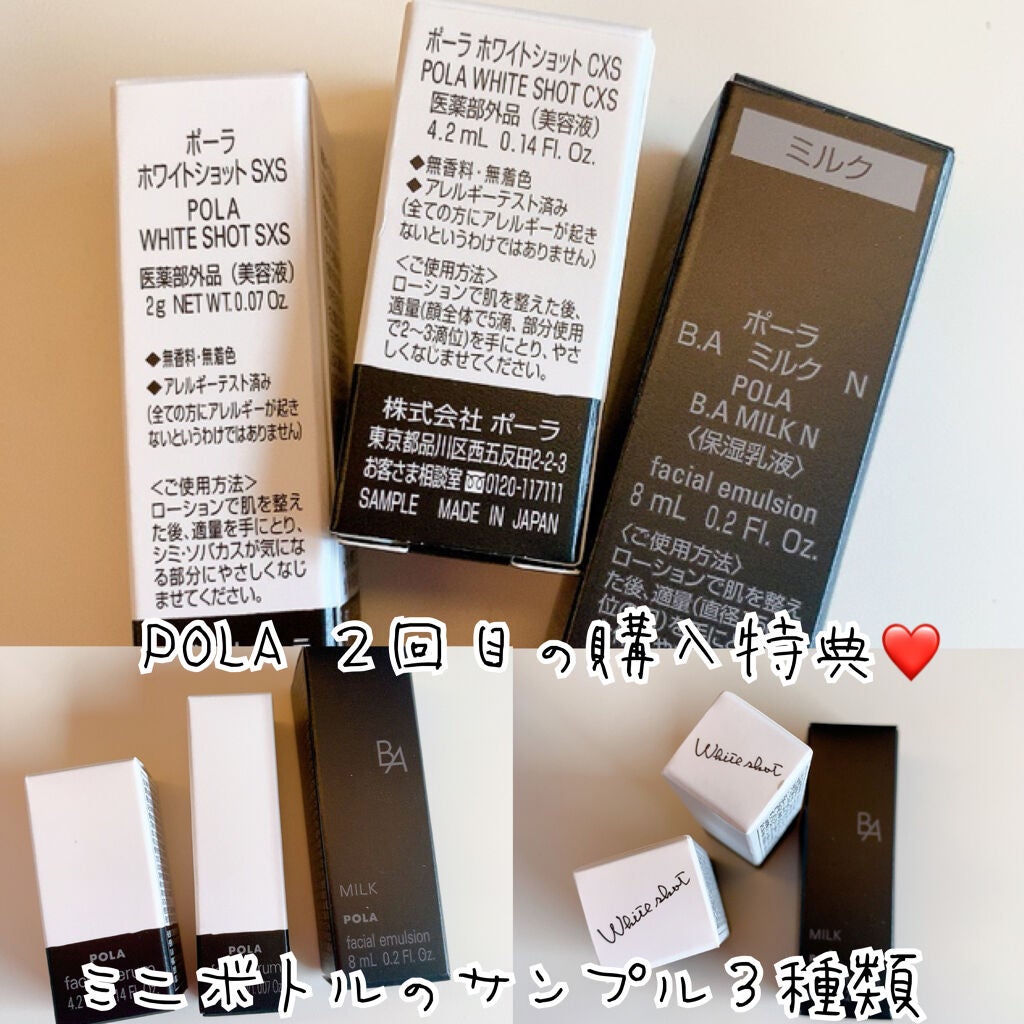 ポーラ
ホワイトショット SXS
POLA
WHITE SHOT SXS
医薬部外品（美容液）
2g NET WT. 0.07 Oz.
◆無香料・無着色
◆アレルギーテスト済み
(全ての方にアレルギーが起き
ないというわけではありません)
＜ご使用方法＞
ローションで肌を整え
た後、適量を手にとり、
シミ・ソバカスが気にな
る部分にやさしくなじ
ませてください。
ポーラ ホワイトショット CXS
POLA WHITE SHOT CXS
医薬部外品（美容液）
4.2 mL 0.14 Fl. Oz.
◆無香料・無着色
◆アレルギーテスト済み
(全ての方にアレルギーが起き
ないというわけではありません)
＜ご使用方法＞
ローションで肌を整えた後、
適量(顔全体で5滴、部分使用
で2〜3滴位)を手にとり、やさ
しくなじませてください。
株式会社 ポーラ
東京都品川区西五反田2-2-3
お客さま相談室 0120-117111
SAMPLE MADE IN JAPAN
ミルク
ポーラ
B.A ミルク N
POLA
B.A MILK N
〈保湿乳液〉
facial emulsion
8 mL 0.2 Fl. Oz.
〈ご使用方法〉
ローションで肌を整え
た後、適量(直径
POLA 2回目の購入特典❤️
POLA
POLA
BA
MILK
POLA
facial emulsion
8 mL 0.2 Fl. Oz.
White shot
White shot
BA
MILK
ミニボトルのサンプル3種類